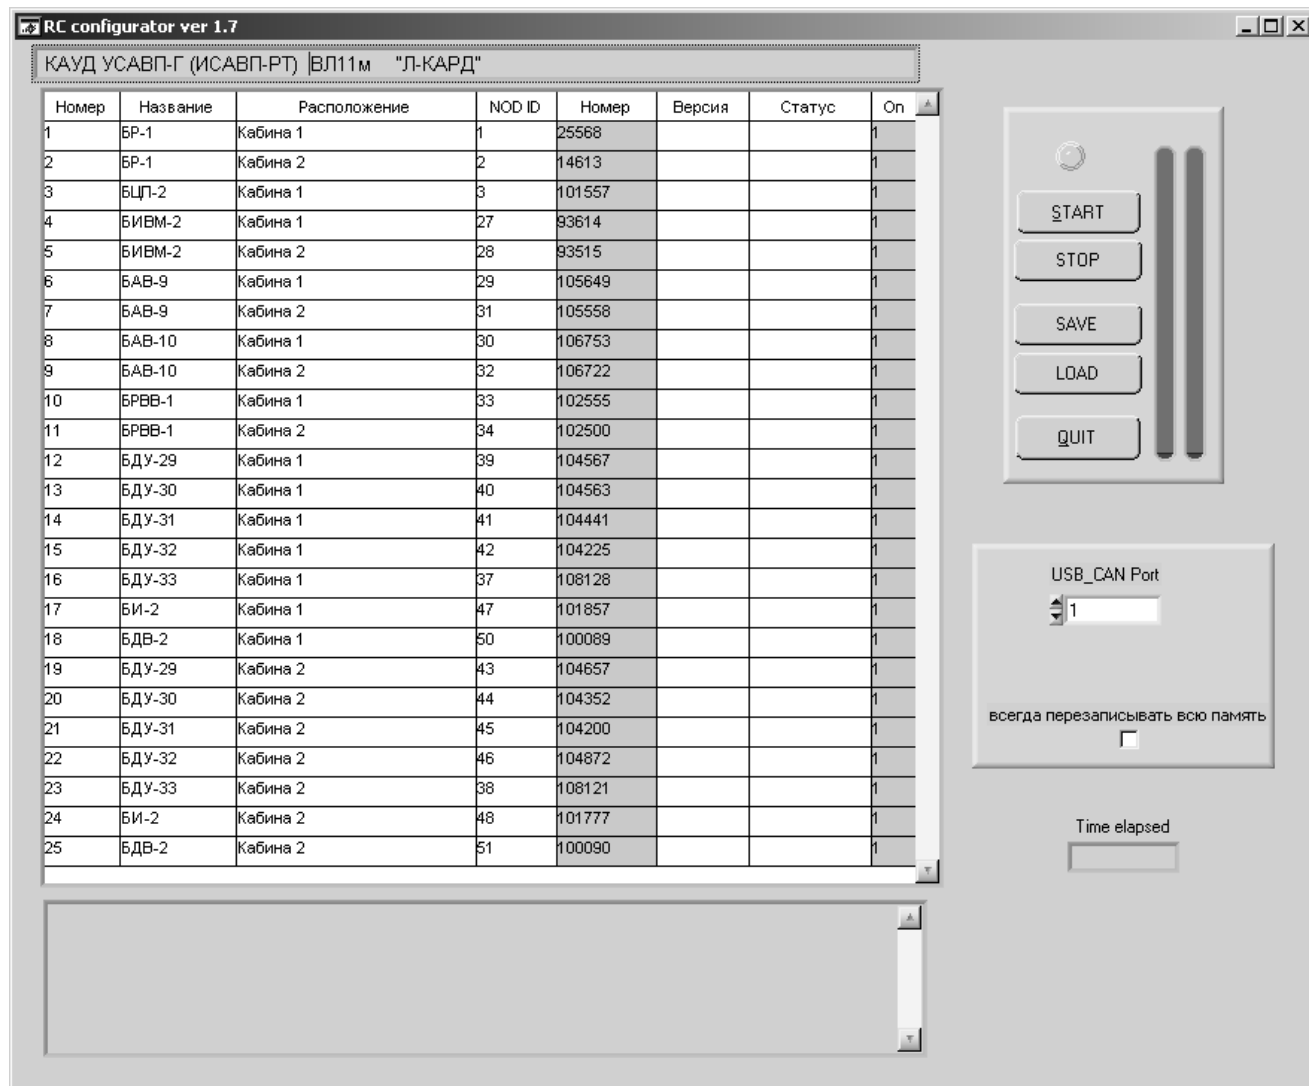 RC configurator ver 1.7
КАУД УСАВП-Г (ИСАВП-РТ) ВЛ11м "Л-КАРД"
Номер Название Расположение NOD ID Номер Версия Статус On
1 БР-1 Кабина 1 1 25568 1
2 БР-1 Кабина 2 2 14613 1
3 БЦП-2 Кабина 1 3 101557 1
4 БИВМ-2 Кабина 1 27 93614 1
5 БИВМ-2 Кабина 2 28 93515 1
6 БАВ-9 Кабина 1 29 105649 1
7 БАВ-9 Кабина 2 31 105558 1
8 БАВ-10 Кабина 1 30 106753 1
9 БАВ-10 Кабина 2 32 106722 1
10 БРВВ-1 Кабина 1 33 102555 1
11 БРВВ-1 Кабина 2 34 102500 1
12 БДУ-29 Кабина 1 39 104567 1
13 БДУ-30 Кабина 1 40 104563 1
14 БДУ-31 Кабина 1 41 104441 1
15 БДУ-32 Кабина 1 42 104225 1
16 БДУ-33 Кабина 1 37 108128 1
17 БИ-2 Кабина 1 47 101857 1
18 БДВ-2 Кабина 1 50 100089 1
19 БДУ-29 Кабина 2 43 104657 1
20 БДУ-30 Кабина 2 44 104352 1
21 БДУ-31 Кабина 2 45 104200 1
22 БДУ-32 Кабина 2 46 104872 1
23 БДУ-33 Кабина 2 38 108121 1
24 БИ-2 Кабина 2 48 101777 1
25 БДВ-2 Кабина 2 51 100090 1
START
STOP
SAVE
LOAD
QUIT
USB_CAN Port
1
всегда перезаписывать всю память
Time elapsed